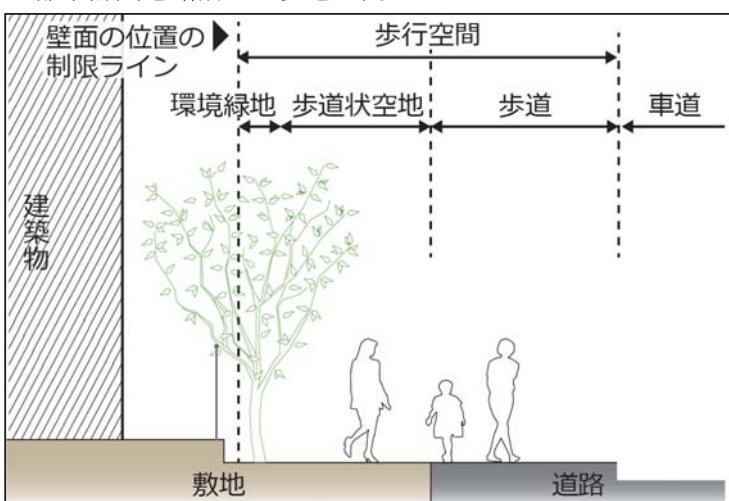 壁面の位置の
制限ライン
歩行空間
環境緑地
歩道状空地
歩道
車道
建築物
敷地
道路